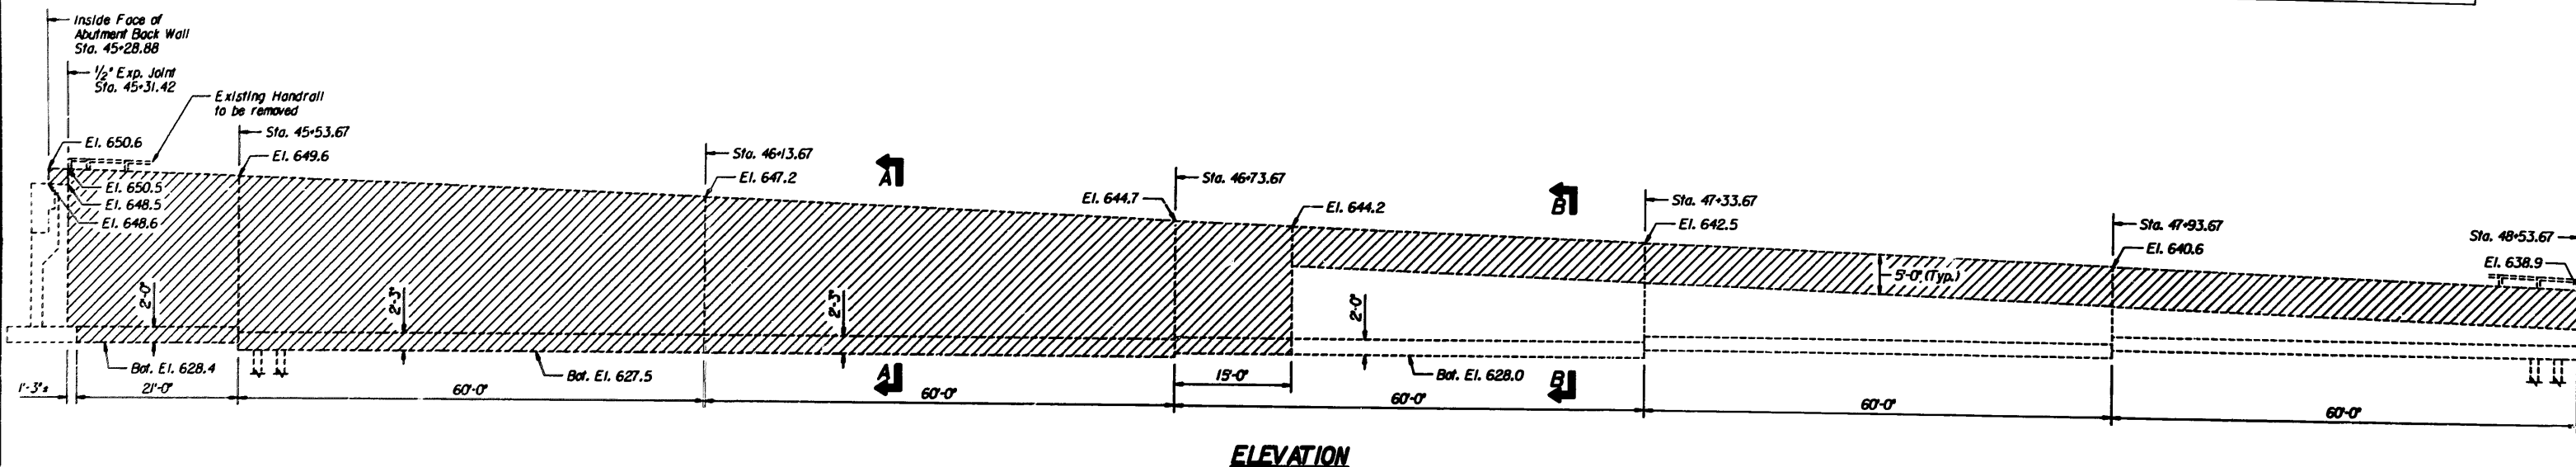 Inside Face of
Abutment Back Wall
Sta. 45+28.88
1/2" Exp. Joint
Sta. 45+31.42
Existing Handrail
to be removed
Sta. 45+53.67
El. 650.6
El. 649.6
El. 650.5
El. 648.5
El. 648.6
Sta. 46+13.67
El. 647.2
A
Sta. 46+73.67
El. 644.7
El. 644.2
B
Sta. 47+33.67
El. 642.5
5'-0" (Typ.)
Sta. 47+93.67
El. 640.6
Sta. 48+53.67
El. 638.9
2'-0"
2'-3"
2'-3"
2'-0"
Bot. El. 628.4
Bot. El. 627.5
A
Bot. El. 628.0
B
1'-3"±
21'-0"
60'-0"
60'-0"
15'-0"
60'-0"
60'-0"
60'-0"
ELEVATION